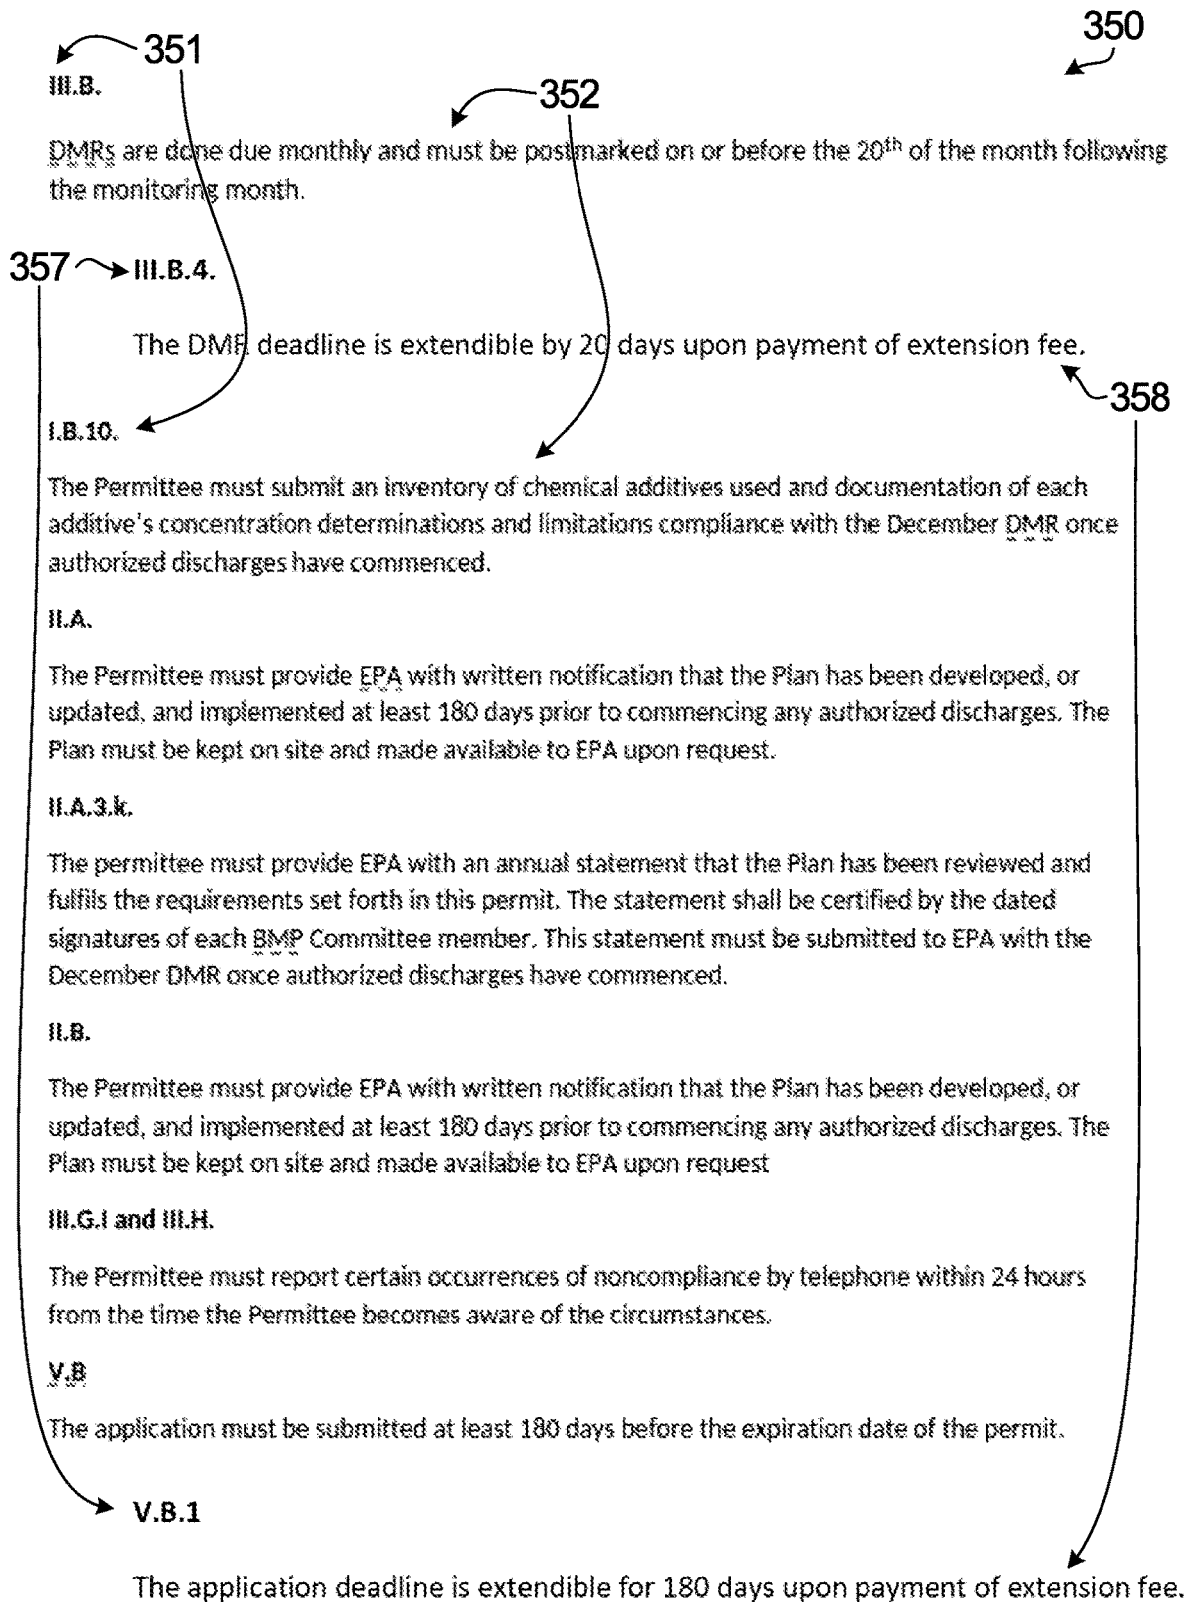 350
351
III.B.
352
DMRs are done due monthly and must be postmarked on or before the 20th of the month following
the monitoring month.
357
III.B.4.
The DMR deadline is extendible by 20 days upon payment of extension fee.
358
I.B.10.
The Permittee must submit an inventory of chemical additives used and documentation of each
additive's concentration determinations and limitations compliance with the December DMR once
authorized discharges have commenced.
II.A.
The Permittee must provide EPA with written notification that the Plan has been developed, or
updated, and implemented at least 180 days prior to commencing any authorized discharges. The
Plan must be kept on site and made available to EPA upon request.
II.A.3.k.
The permittee must provide EPA with an annual statement that the Plan has been reviewed and
fulfils the requirements set forth in this permit. The statement shall be certified by the dated
signatures of each BMP Committee member. This statement must be submitted to EPA with the
December DMR once authorized discharges have commenced.
II.B.
The Permittee must provide EPA with written notification that the Plan has been developed, or
updated, and implemented at least 180 days prior to commencing any authorized discharges. The
Plan must be kept on site and made available to EPA upon request
III.G.I and III.H.
The Permittee must report certain occurrences of noncompliance by telephone within 24 hours
from the time the Permittee becomes aware of the circumstances.
V.B
The application must be submitted at least 180 days before the expiration date of the permit.
V.B.1
The application deadline is extendible for 180 days upon payment of extension fee.